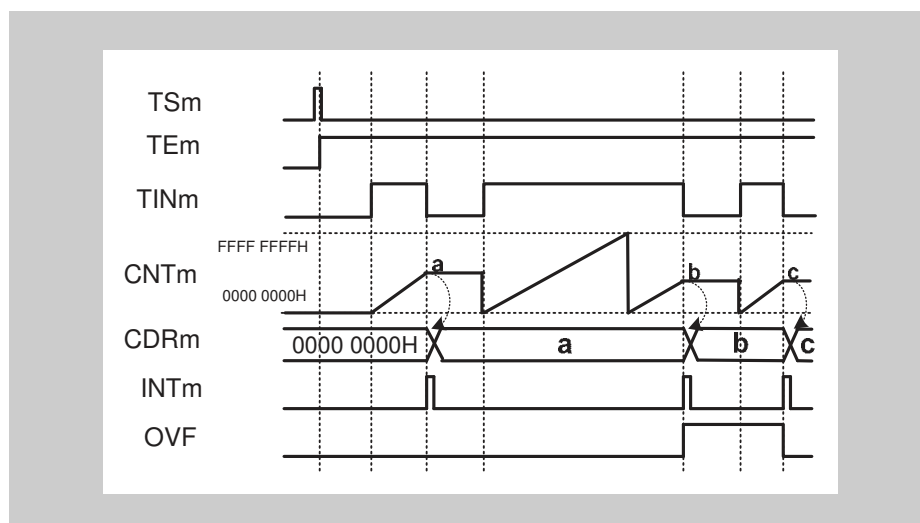 TSm
TEm
TINm
FFFF FFFFH
CNTm
0000 0000H
a
b
c
CDRm
0000 0000H
a
b
c
INTm
OVF